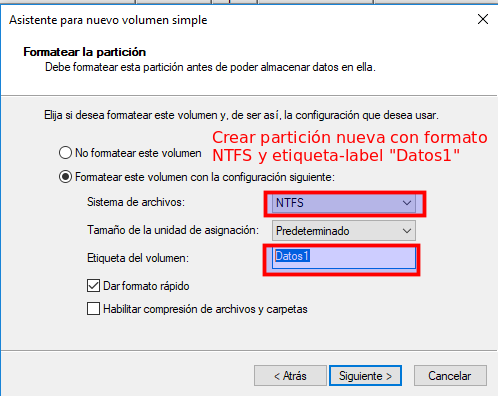 Asistente para nuevo volumen simple
Formatear la partición
Debe formatear esta partición antes de poder almacenar datos en ella.
Elija si desea formatear este volumen y, de ser así, la configuración que desea usar.
Crear partición nueva con formato
NTFS y etiqueta-label "Datos1"
No formatear este volumen
Formatear este volumen con la configuración siguiente:
Sistema de archivos: NTFS
Tamaño de la unidad de asignación: Predeterminado
Etiqueta del volumen: Datos1
Dar formato rápido
Habilitar compresión de archivos y carpetas
< Atrás Siguiente > Cancelar